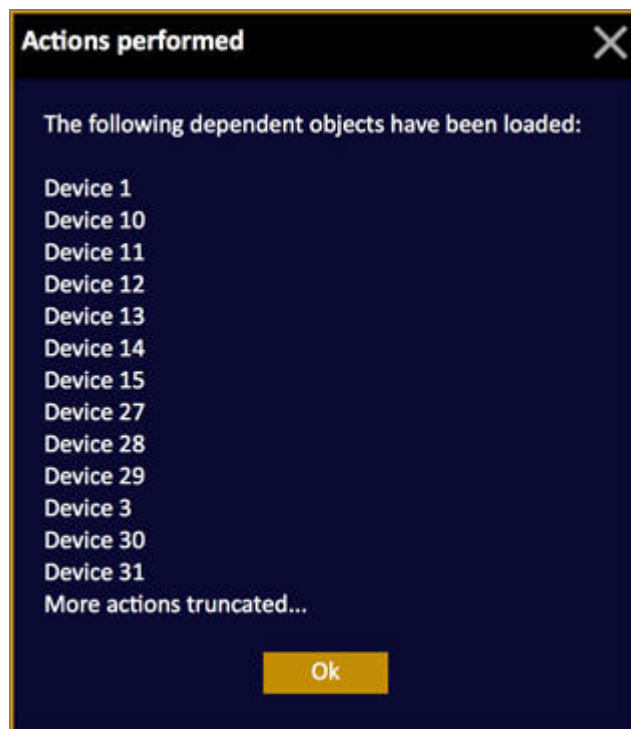 Actions performed
The following dependent objects have been loaded:
Device 1
Device 10
Device 11
Device 12
Device 13
Device 14
Device 15
Device 27
Device 28
Device 29
Device 3
Device 30
Device 31
More actions truncated...
Ok